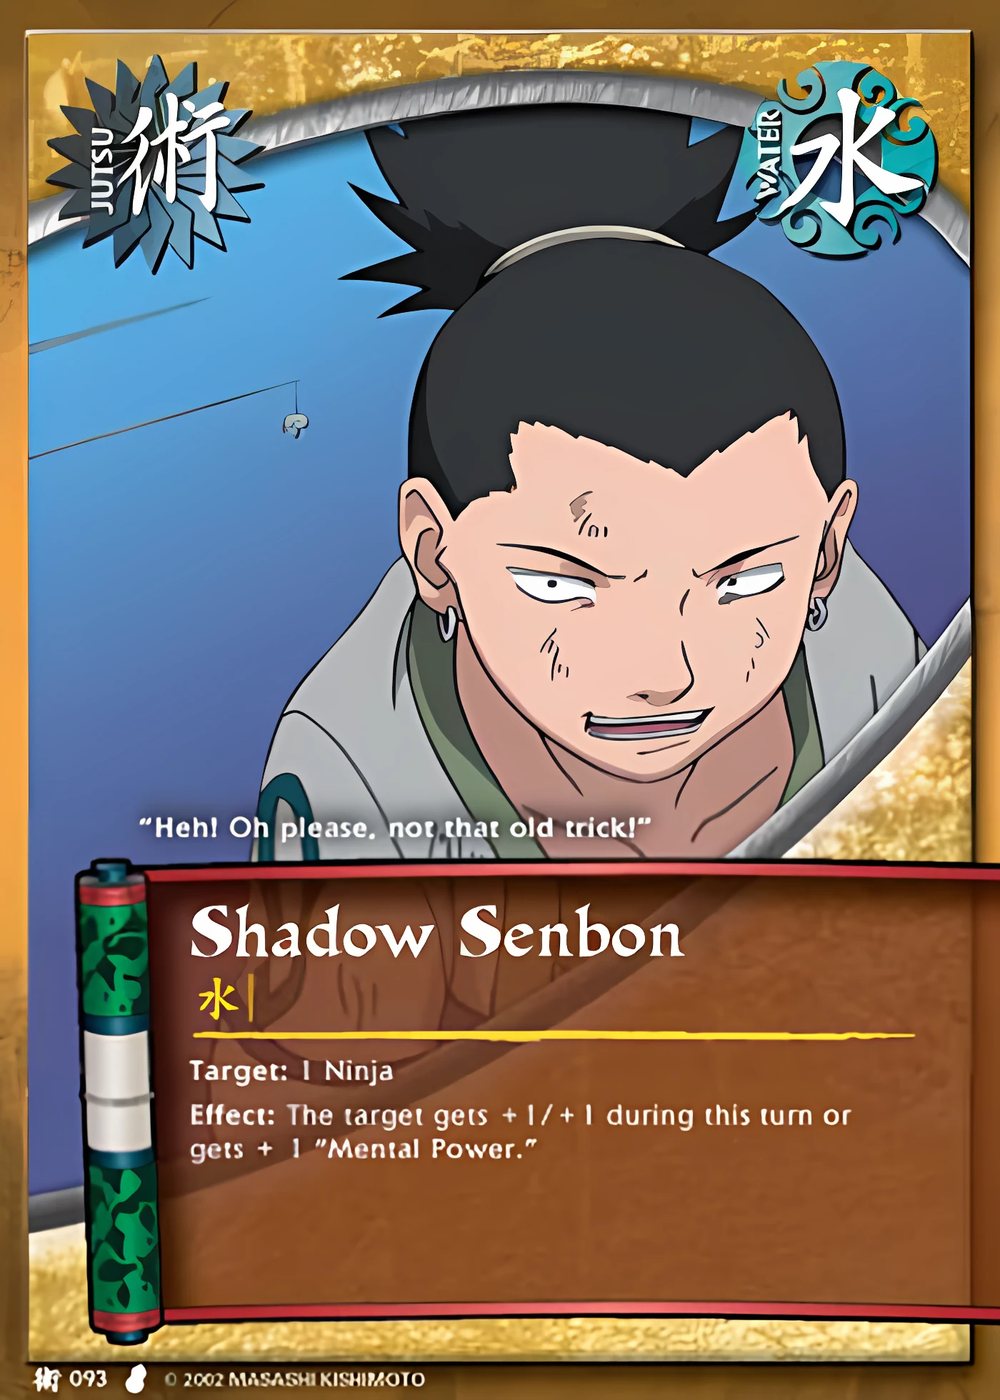 JUTSU 術
WATER 水
“Heh! Oh please, not that old trick!”
Shadow Senbon
水
Target: 1 Ninja
Effect: The target gets +1/+1 during this turn or
gets + 1 “Mental Power.”
術 093 © 2002 MASASHI KISHIMOTO